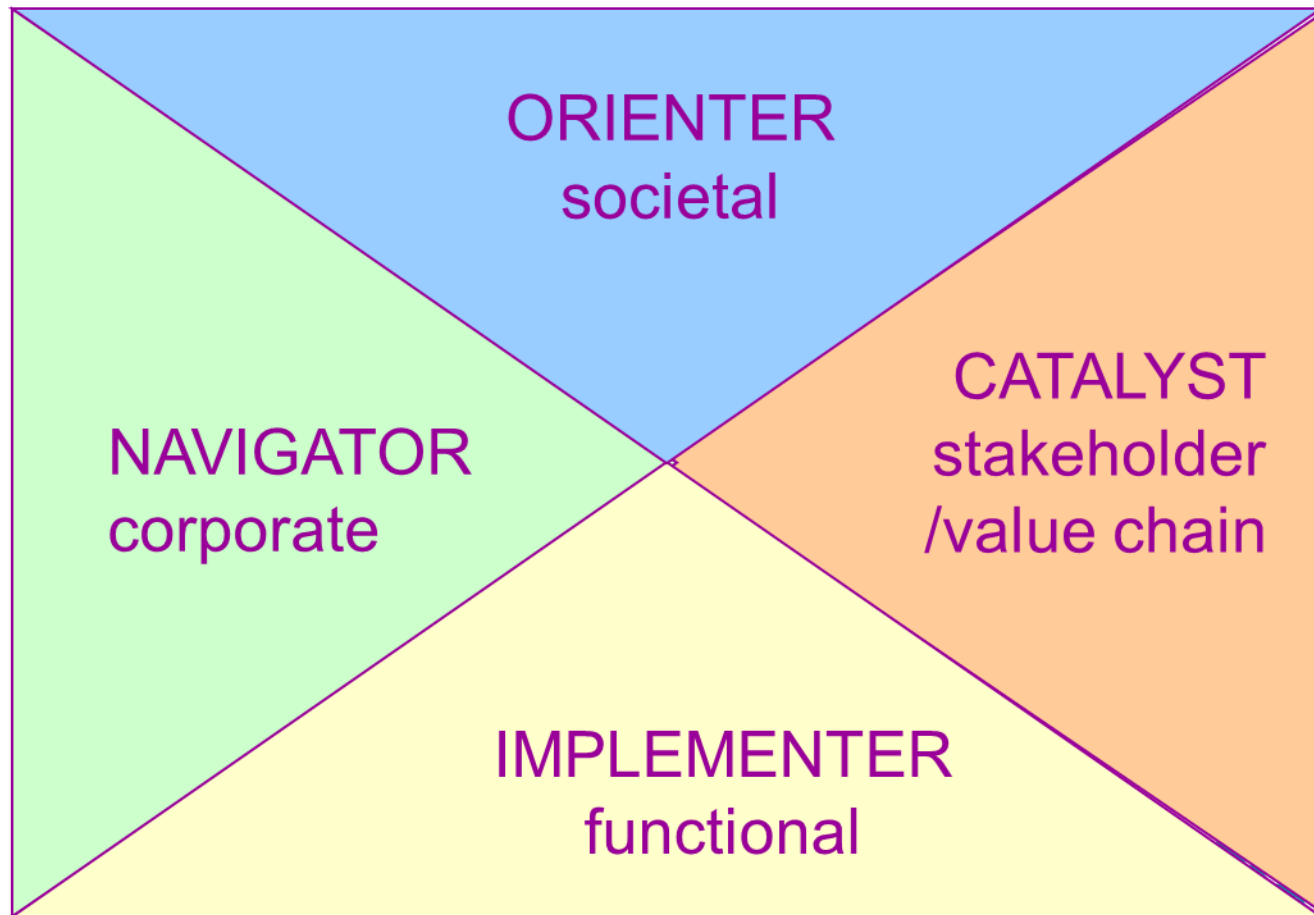 ORIENTER
societal
NAVIGATOR
corporate
CATALYST
stakeholder
/value chain
IMPLEMENTER
functional